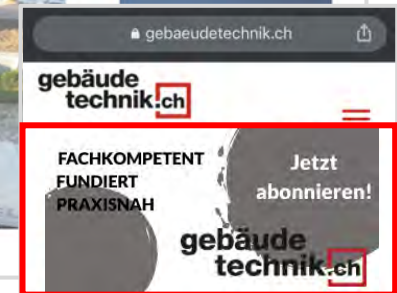 gebaeudetechnik.ch
gebäude
technik.ch
FACHKOMPETENT
FUNDIERT
PRAXISNAH
Jetzt
abonnieren!
gebäude
technik.ch